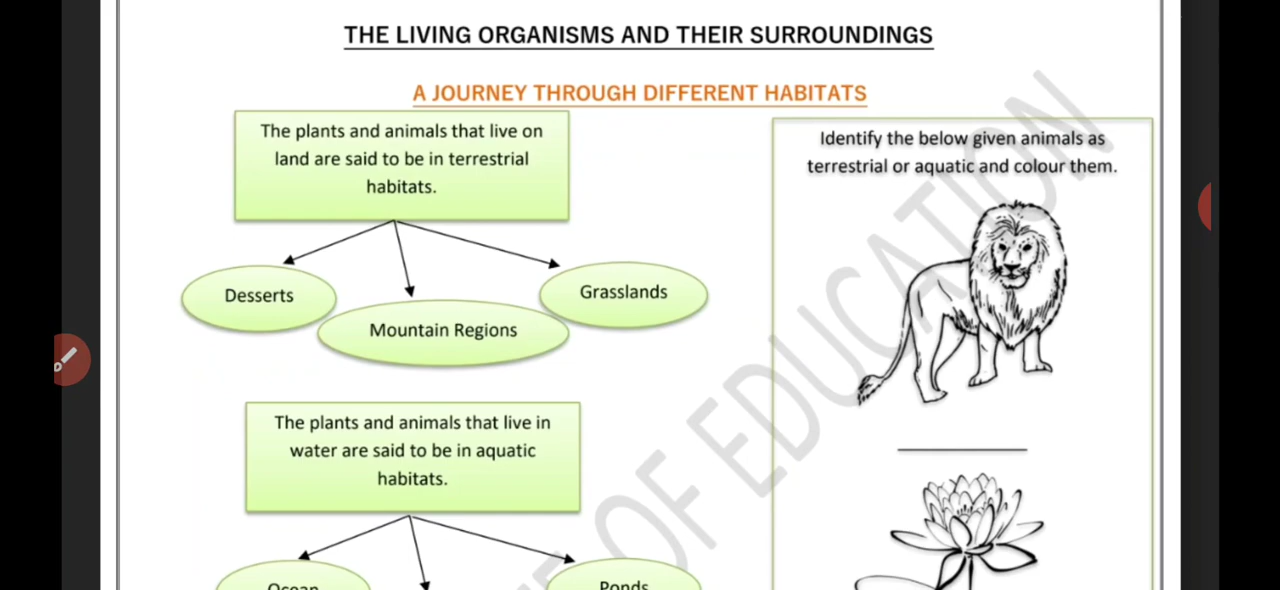 THE LIVING ORGANISMS AND THEIR SURROUNDINGS
A JOURNEY THROUGH DIFFERENT HABITATS
The plants and animals that live on
land are said to be in terrestrial
habitats.
Desserts
Mountain Regions
Grasslands
The plants and animals that live in
water are said to be in aquatic
habitats.
Ocean
Ponds
Identify the below given animals as
terrestrial or aquatic and colour them.
OF EDUCATION